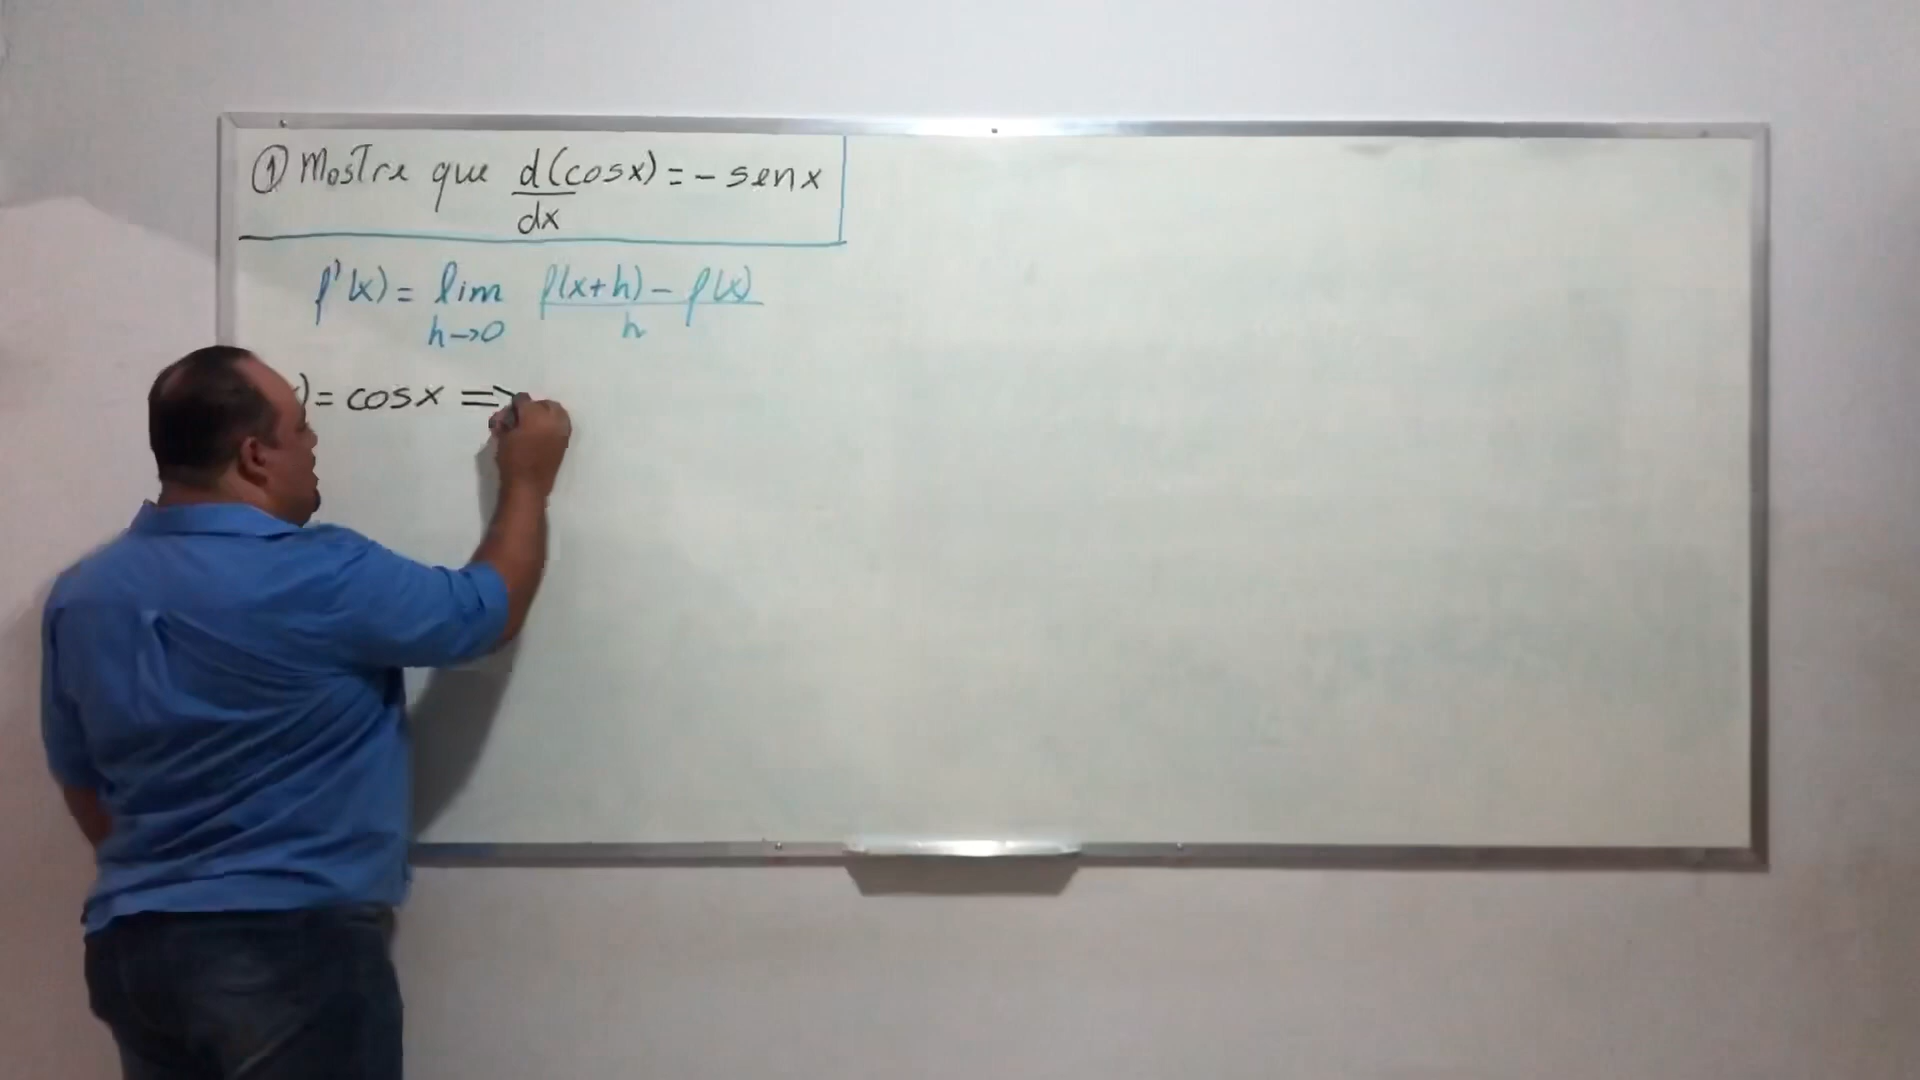 ① Mostre que d(cosx)/dx = - senx
f'(x) = lim h→0 f(x+h) - f(x)/h
) = cosx =>